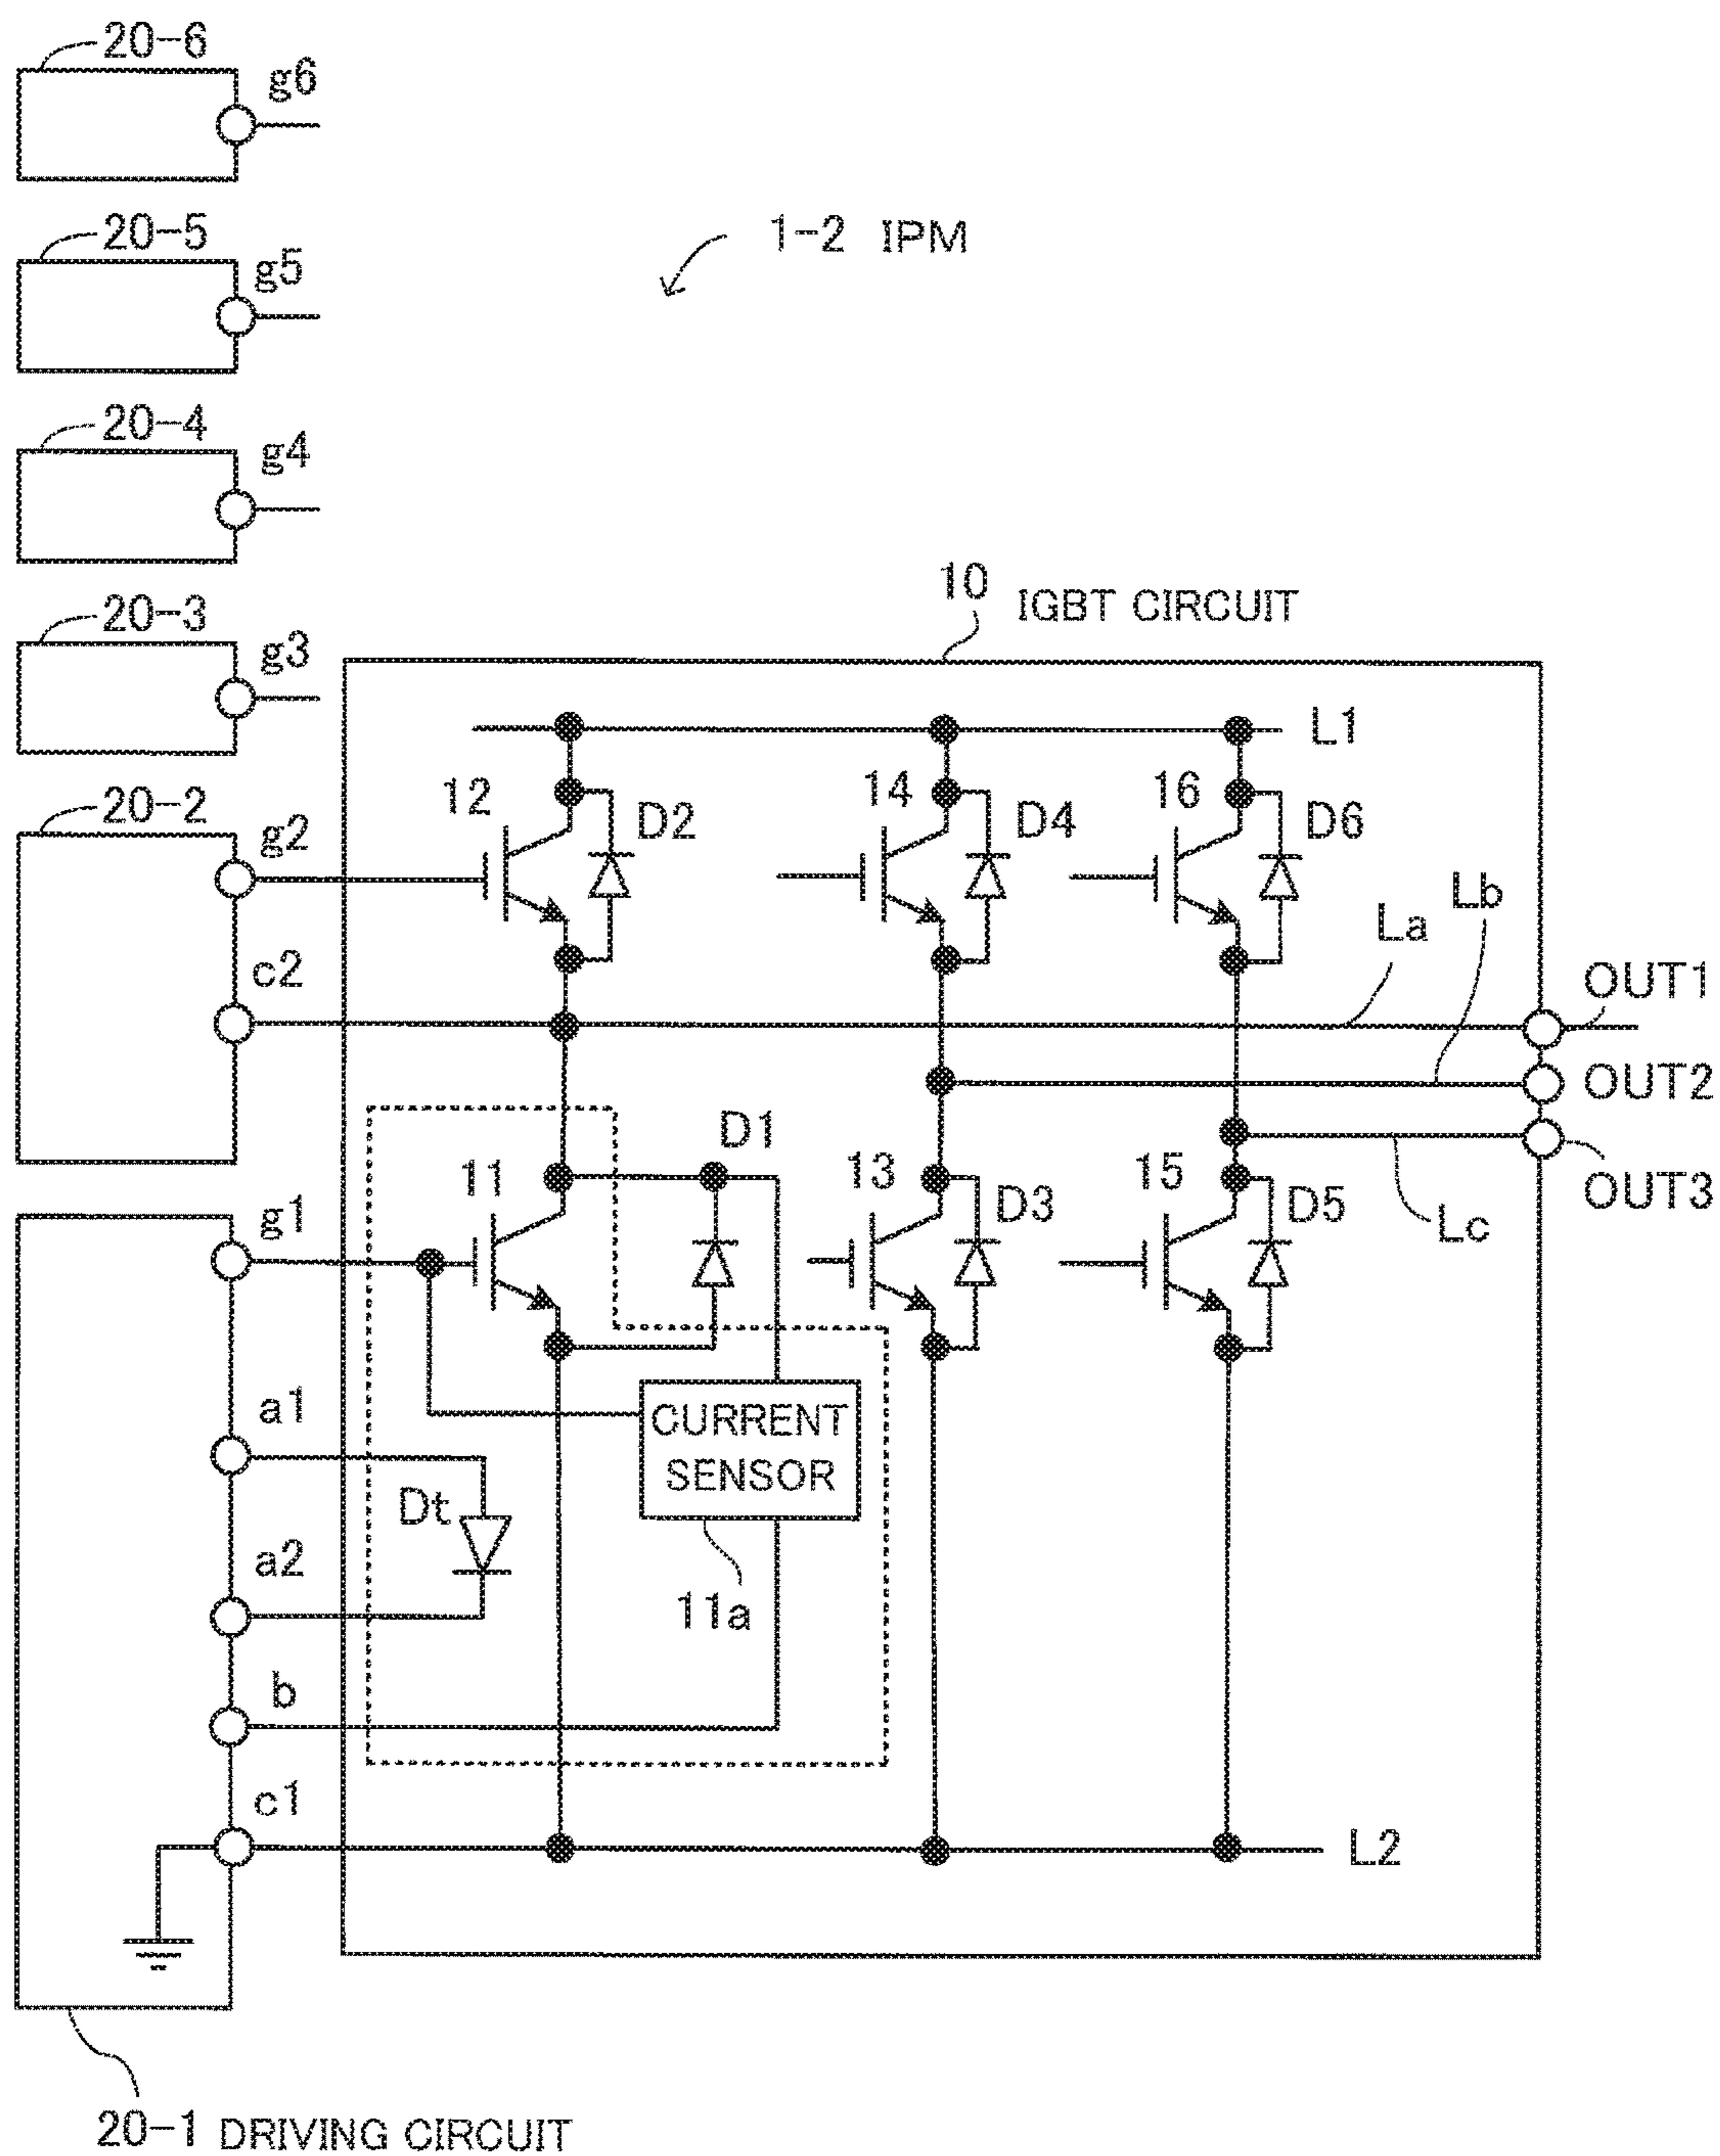 20-6
g6
20-5
g5
1-2 IPM
20-4
g4
10 IGBT CIRCUIT
20-3
g3
L1
20-2
g2
12
D2
14
D4
16
D6
Lb
La
c2
OUT1
OUT2
OUT3
D1
11
13
D3
15
D5
Lc
g1
a1
CURRENT
SENSOR
Dt
a2
11a
b
c1
L2
20-1 DRIVING CIRCUIT